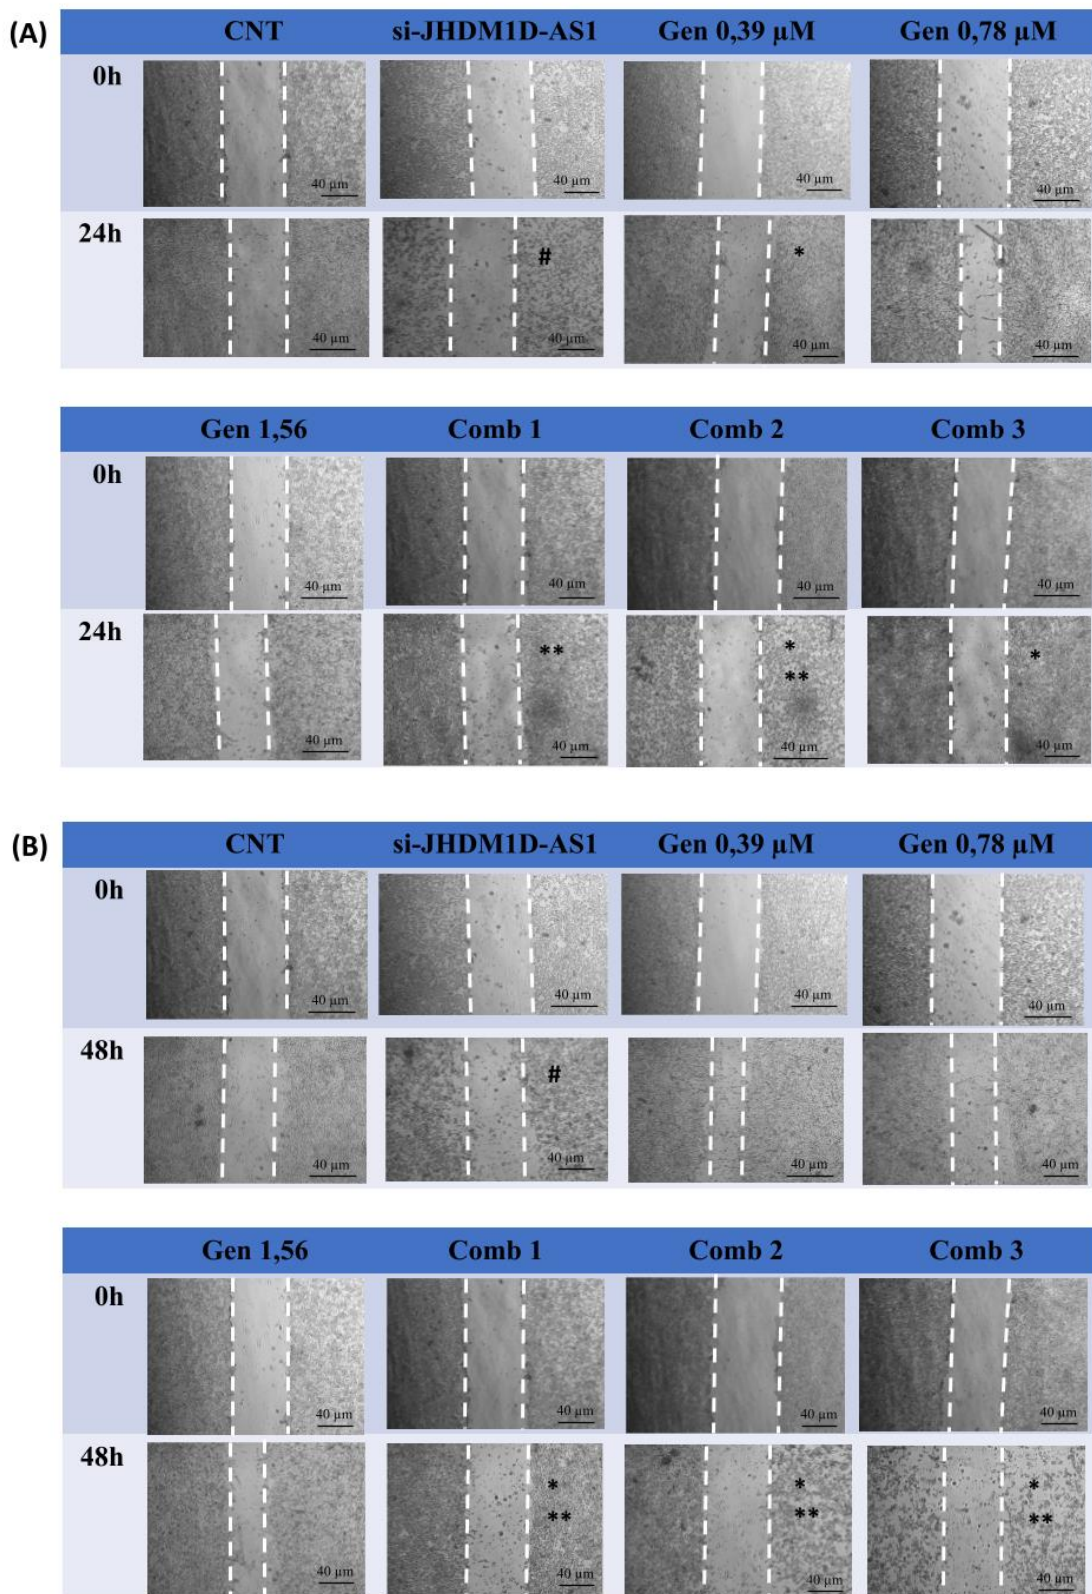 (A)
CNT si-JHDM1D-AS1 Gen 0,39 µM Gen 0,78 µM
0h
40 µm 40 µm 40 µm 40 µm
24h
# *
40 µm 40 µm 40 µm 40 µm
Gen 1,56 Comb 1 Comb 2 Comb 3
0h
40 µm 40 µm 40 µm 40 µm
24h
** * *
**
40 µm 40 µm 40 µm 40 µm
(B)
CNT si-JHDM1D-AS1 Gen 0,39 µM Gen 0,78 µM
0h
40 µm 40 µm 40 µm 40 µm
48h
#
40 µm 40 µm 40 µm 40 µm
Gen 1,56 Comb 1 Comb 2 Comb 3
0h
40 µm 40 µm 40 µm 40 µm
48h
* * *
** ** **
40 µm 40 µm 40 µm 40 µm